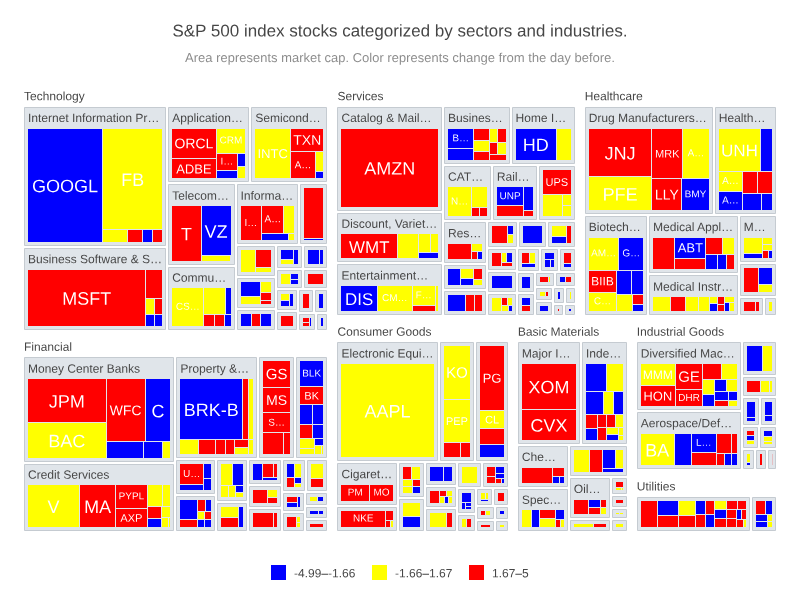 S&P 500 index stocks categorized by sectors and industries.
Area represents market cap. Color represents change from the day before.
Technology
Internet Information Pr…
GOOGL
FB
Application…
ORCL
CRM
ADBE
I…
Semicond…
INTC
TXN
A…
Telecom…
T
VZ
Informa…
I…
A…
Business Software & S…
MSFT
Commu…
CS…
Services
Catalog & Mail…
AMZN
Busines…
B…
Home I…
HD
CAT…
N…
Rail…
UNP
UPS
Discount, Variet…
WMT
Res…
Entertainment…
DIS
CM…
F…
Healthcare
Drug Manufacturers…
JNJ
MRK
A…
PFE
LLY
BMY
Health…
UNH
A…
Biotech…
AM…
G…
BIIB
C…
Medical Appl…
ABT
M…
Medical Instr…
Financial
Money Center Banks
JPM
WFC
C
BAC
Property &…
BRK-B
GS
MS
S…
BLK
BK
Credit Services
V
MA
PYPL
AXP
U…
Consumer Goods
Electronic Equi…
AAPL
KO
PEP
PG
CL
Cigaret…
PM
MO
NKE
Basic Materials
Major I…
XOM
CVX
Inde…
Che…
Spec…
Oil…
Industrial Goods
Diversified Mac…
MMM
GE
HON
DHR
Aerospace/Def…
BA
L…
Utilities
-4.99–-1.66
-1.66–1.67
1.67–5